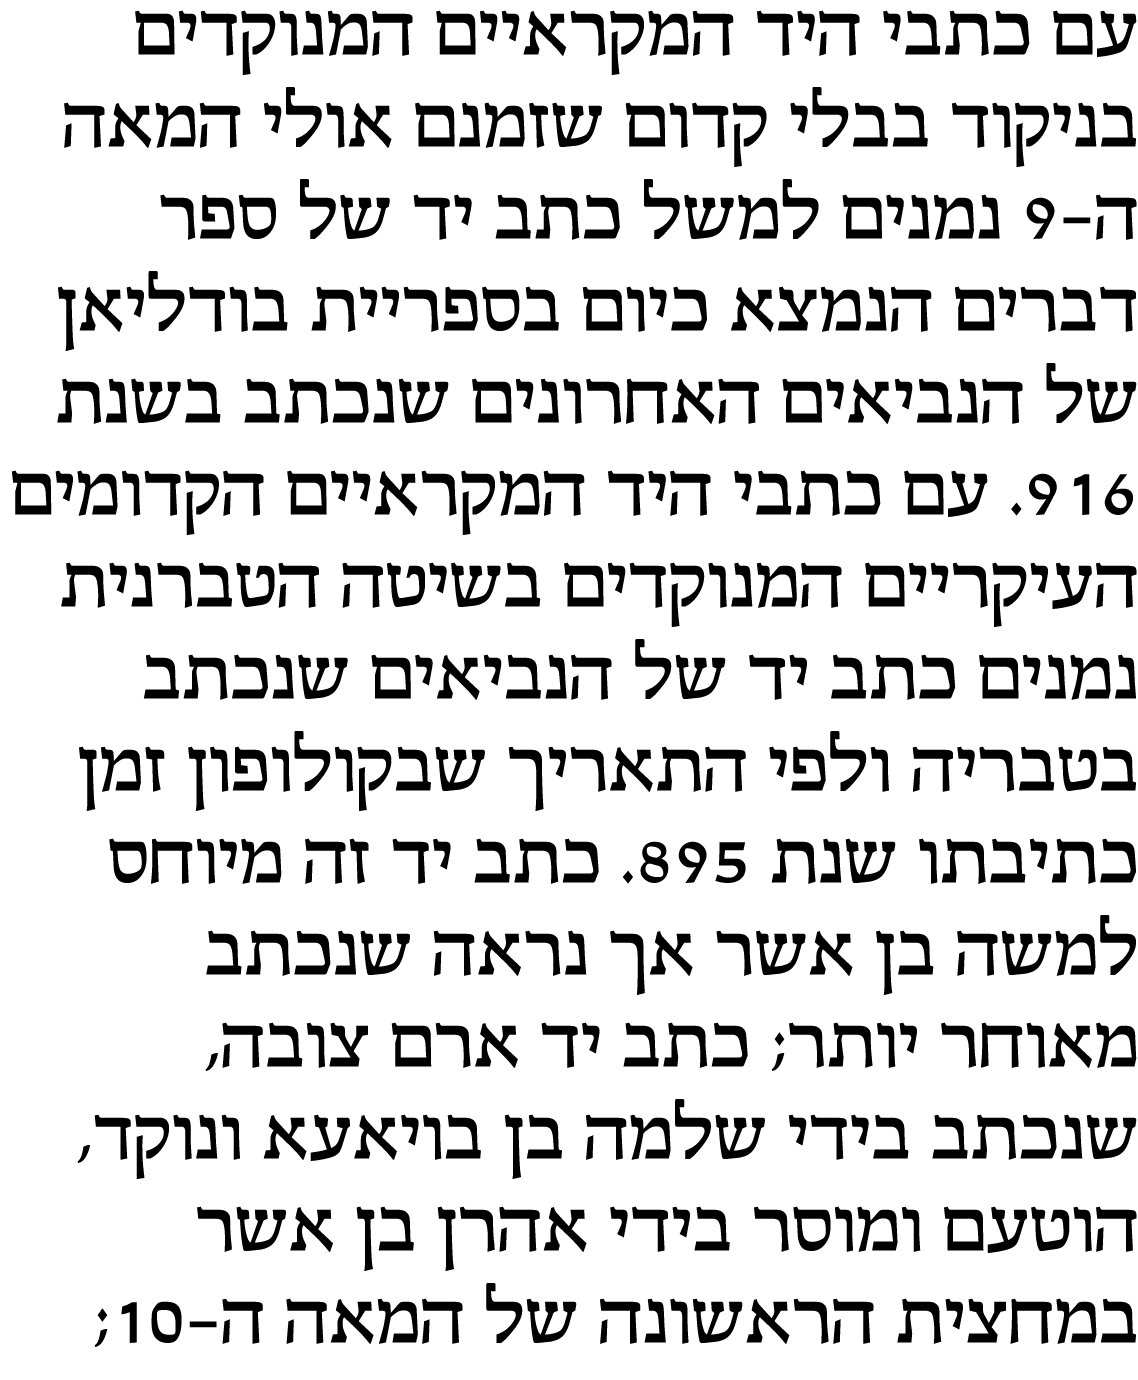 עם כתבי היד המקראיים המנוקדים
בניקוד בבלי קדום שזמנם אולי המאה
ה-9 נמנים למשל כתב יד של ספר
דברים הנמצא כיום בספריית בודליאן
של הנביאים האחרונים שנכתב בשנת
916. עם כתבי היד המקראיים הקדומים
העיקריים המנוקדים בשיטה הטברנית
נמנים כתב יד של הנביאים שנכתב
בטבריה ולפי התאריך שבקולופון זמן
כתיבתו שנת 895. כתב יד זה מיוחס
למשה בן אשר אך נראה שנכתב
מאוחר יותר; כתב יד ארם צובה,
שנכתב בידי שלמה בן בויאעא ונוקד,
הוטעם ומוסר בידי אהרן בן אשר
במחצית הראשונה של המאה ה-10;